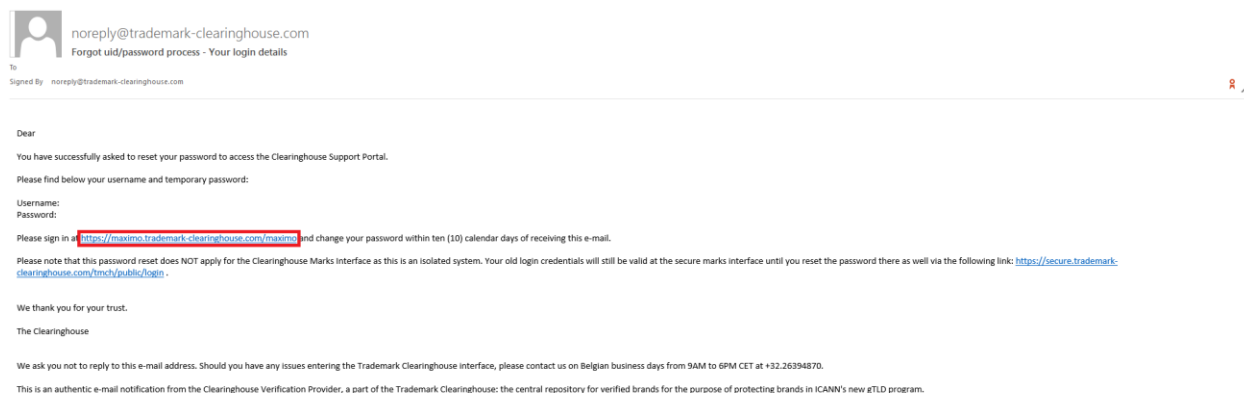 noreply@trademark-clearinghouse.com
Forgot uid/password process - Your login details
To
Signed By noreply@trademark-clearinghouse.com
Dear
You have successfully asked to reset your password to access the Clearinghouse Support Portal.
Please find below your username and temporary password:
Username:
Password:
Please sign in at https://maximo.trademark-clearinghouse.com/maximo and change your password within ten (10) calendar days of receiving this e-mail.
Please note that this password reset does NOT apply for the Clearinghouse Marks Interface as this is an isolated system. Your old login credentials will still be valid at the secure marks interface until you reset the password there as well via the following link: https://secure.trademark-
clearinghouse.com/tmch/public/login .
We thank you for your trust.
The Clearinghouse
We ask you not to reply to this e-mail address. Should you have any issues entering the Trademark Clearinghouse interface, please contact us on Belgian business days from 9AM to 6PM CET at +32.26394870.
This is an authentic e-mail notification from the Clearinghouse Verification Provider, a part of the Trademark Clearinghouse: the central repository for verified brands for the purpose of protecting brands in ICANN's new gTLD program.